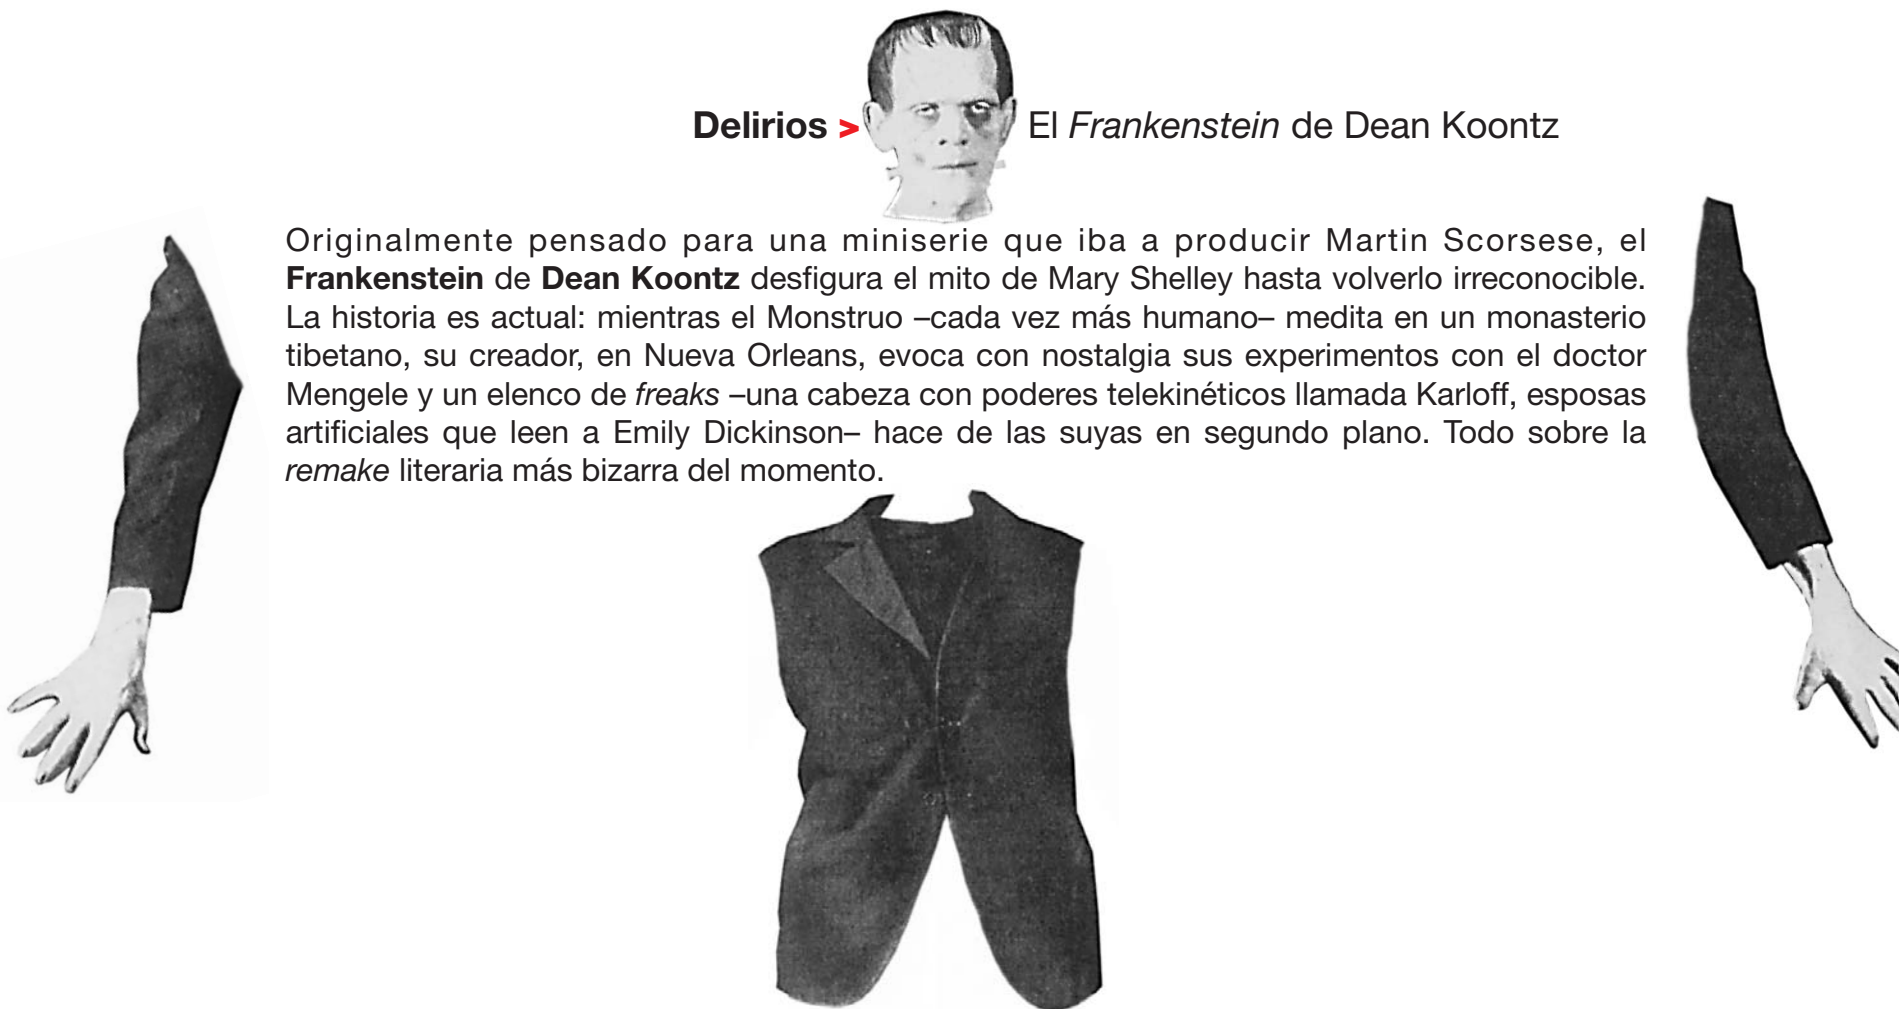 Delirios > El Frankenstein de Dean Koontz
Originalmente pensado para una miniserie que iba a producir Martin Scorsese, el
Frankenstein de Dean Koontz desfigura el mito de Mary Shelley hasta volverlo irreconocible.
La historia es actual: mientras el Monstruo –cada vez más humano– medita en un monasterio
tibetano, su creador, en Nueva Orleans, evoca con nostalgia sus experimentos con el doctor
Mengele y un elenco de freaks –una cabeza con poderes telekinéticos llamada Karloff, esposas
artificiales que leen a Emily Dickinson– hace de las suyas en segundo plano. Todo sobre la
remake literaria más bizarra del momento.